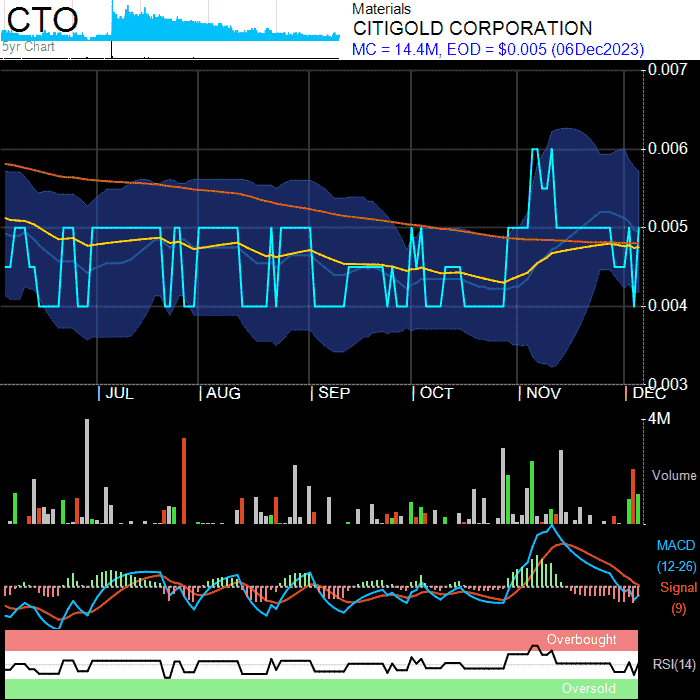 CTO
5yr Chart
Materials
CITIGOLD CORPORATION
MC = 14.4M, EOD = $0.005 (06Dec2023)
0.007
0.006
0.005
0.004
0.003
JUL
AUG
SEP
OCT
NOV
DEC
4M
Volume
MACD
(12-26)
Signal
(9)
Overbought
RSI(14)
Oversold